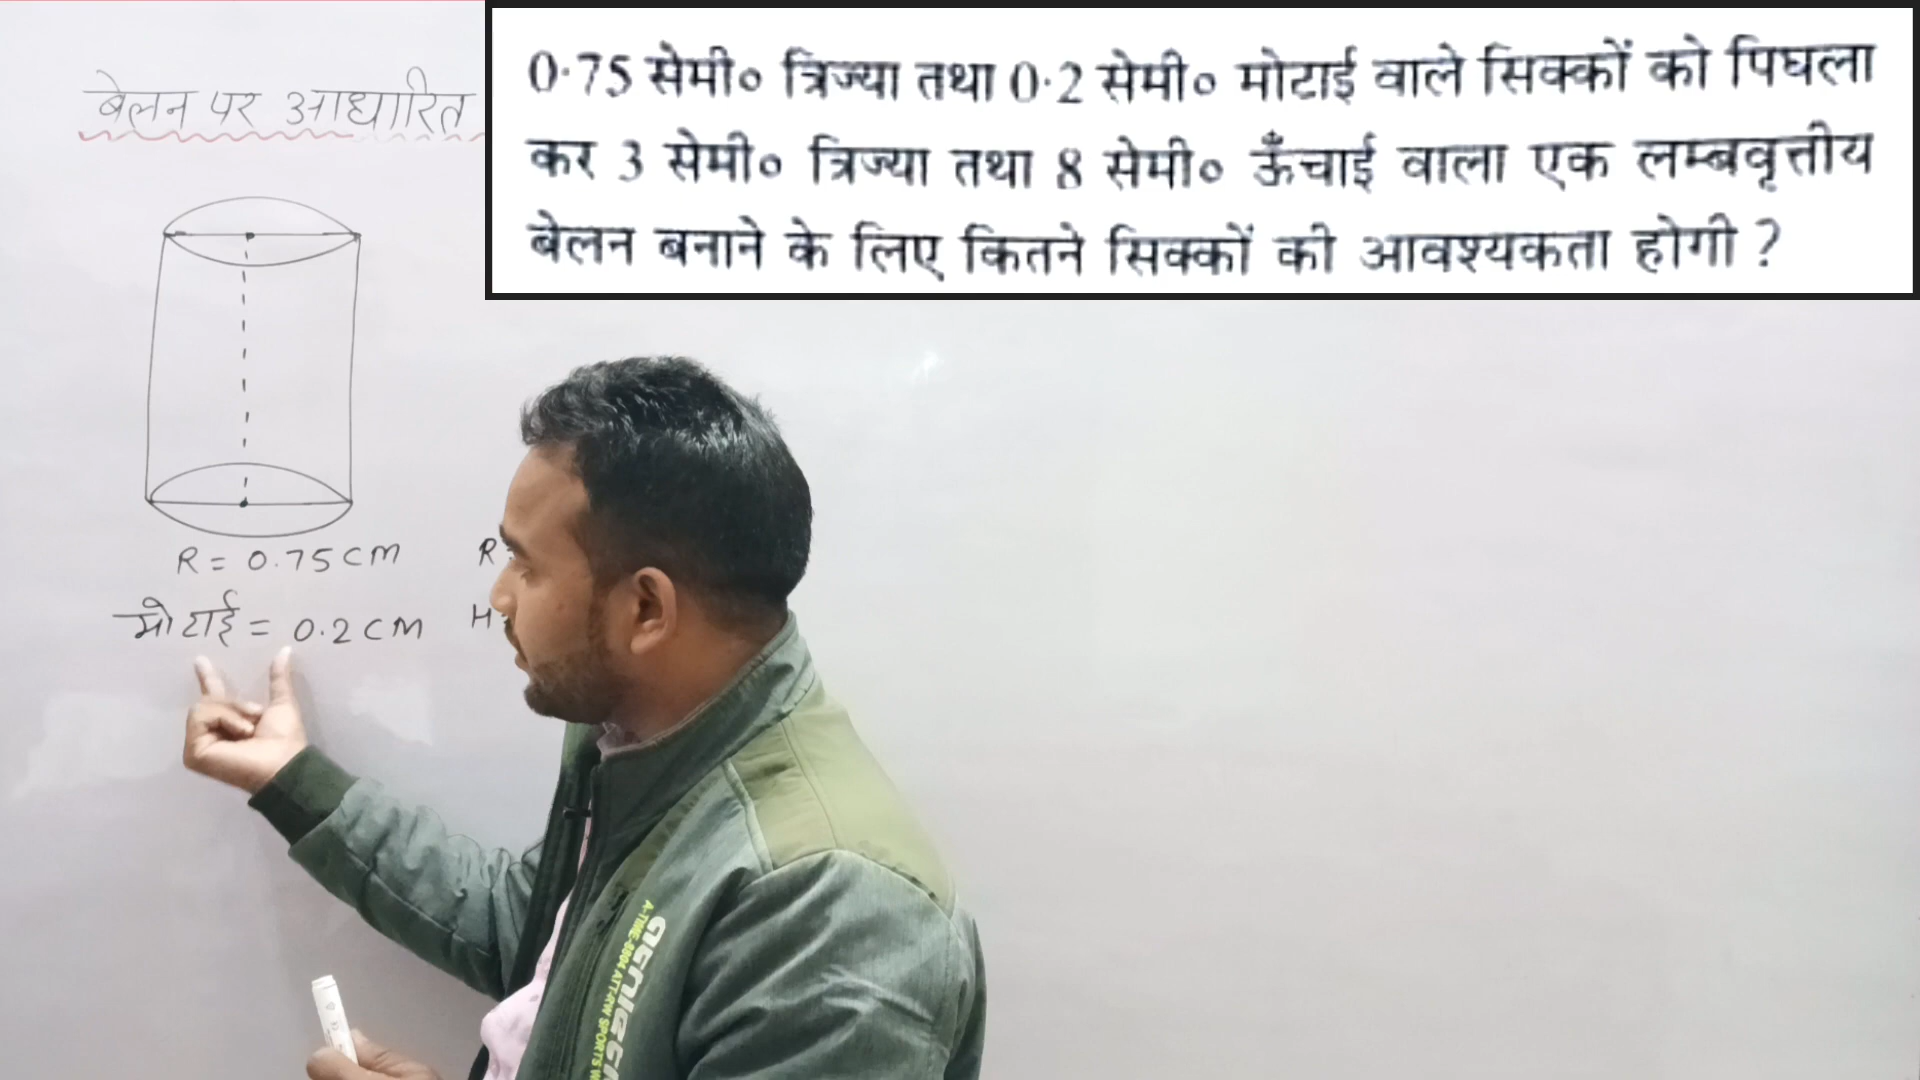 बेलन पर आधारित
0·75 सेमी० त्रिज्या तथा 0·2 सेमी० मोटाई वाले सिक्कों को पिघला
कर 3 सेमी० त्रिज्या तथा 8 सेमी० ऊँचाई वाला एक लम्बवृत्तीय
बेलन बनाने के लिए कितने सिक्कों की आवश्यकता होगी ?
R = 0.75 CM
R
मोटाई = 0.2 CM
H